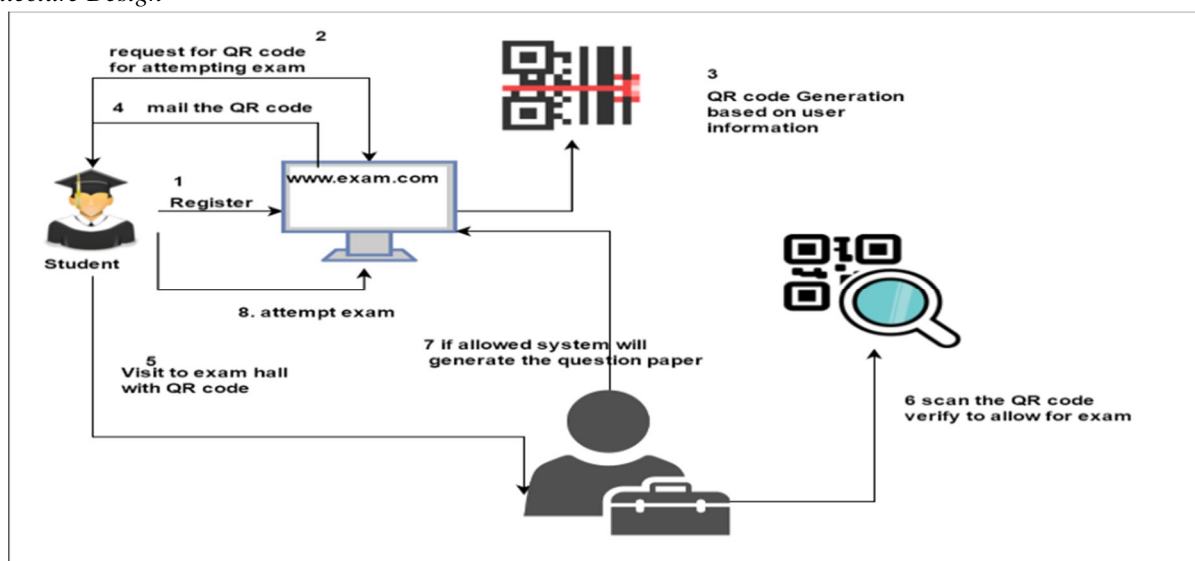 2
request for QR code
for attempting exam
4 mail the QR code
3
QR code Generation
based on user
information
www.exam.com
1
Register
Student
8. attempt exam
7 if allowed system will
generate the question paper
5
Visit to exam hall
with QR code
6 scan the QR code
verify to allow for exam